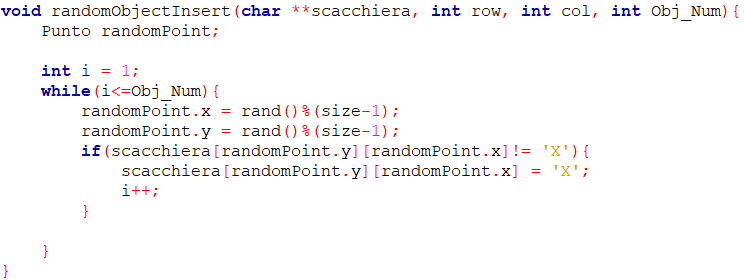 void randomObjectInsert(char **scacchiera, int row, int col, int Obj_Num){
    Punto randomPoint;
    int i = 1;
    while(i<=Obj_Num){
        randomPoint.x = rand()%(size-1);
        randomPoint.y = rand()%(size-1);
        if(scacchiera[randomPoint.y][randomPoint.x]!= 'X'){
            scacchiera[randomPoint.y][randomPoint.x] = 'X';
            i++;
        }
    }
}